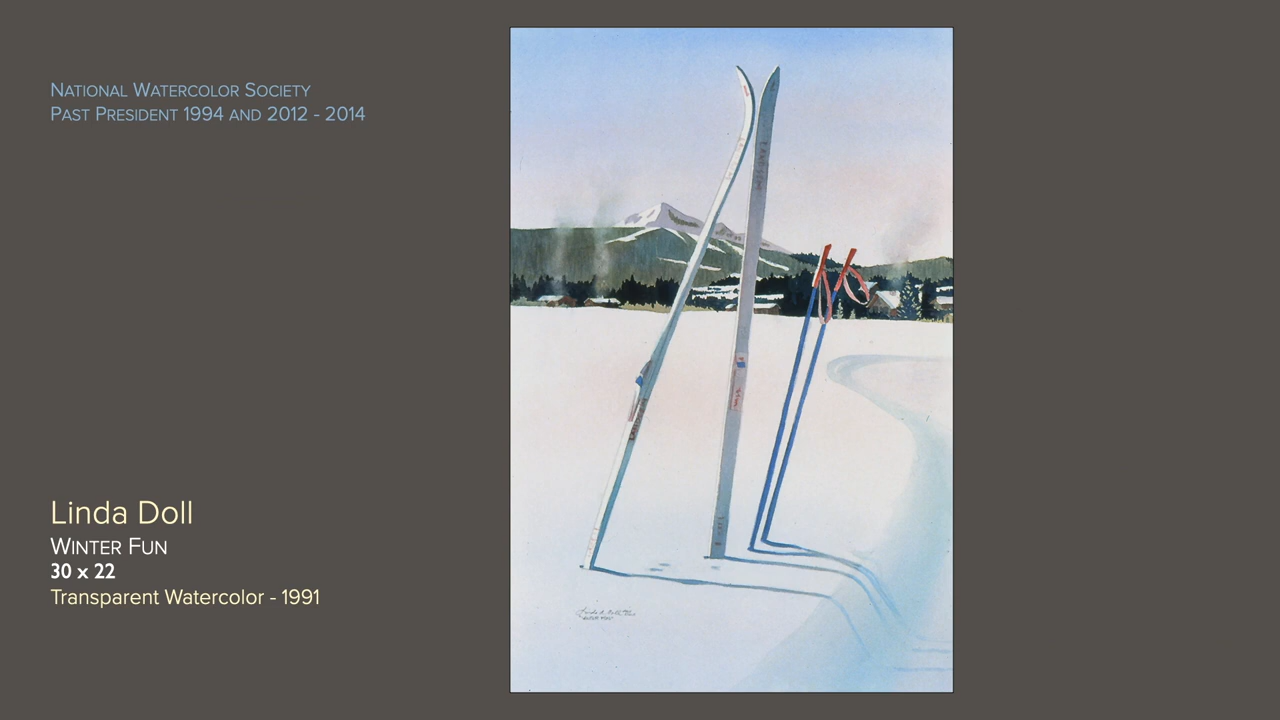 National Watercolor Society
Past President 1994 and 2012 - 2014
Linda Doll
Winter Fun
30 x 22
Transparent Watercolor - 1991